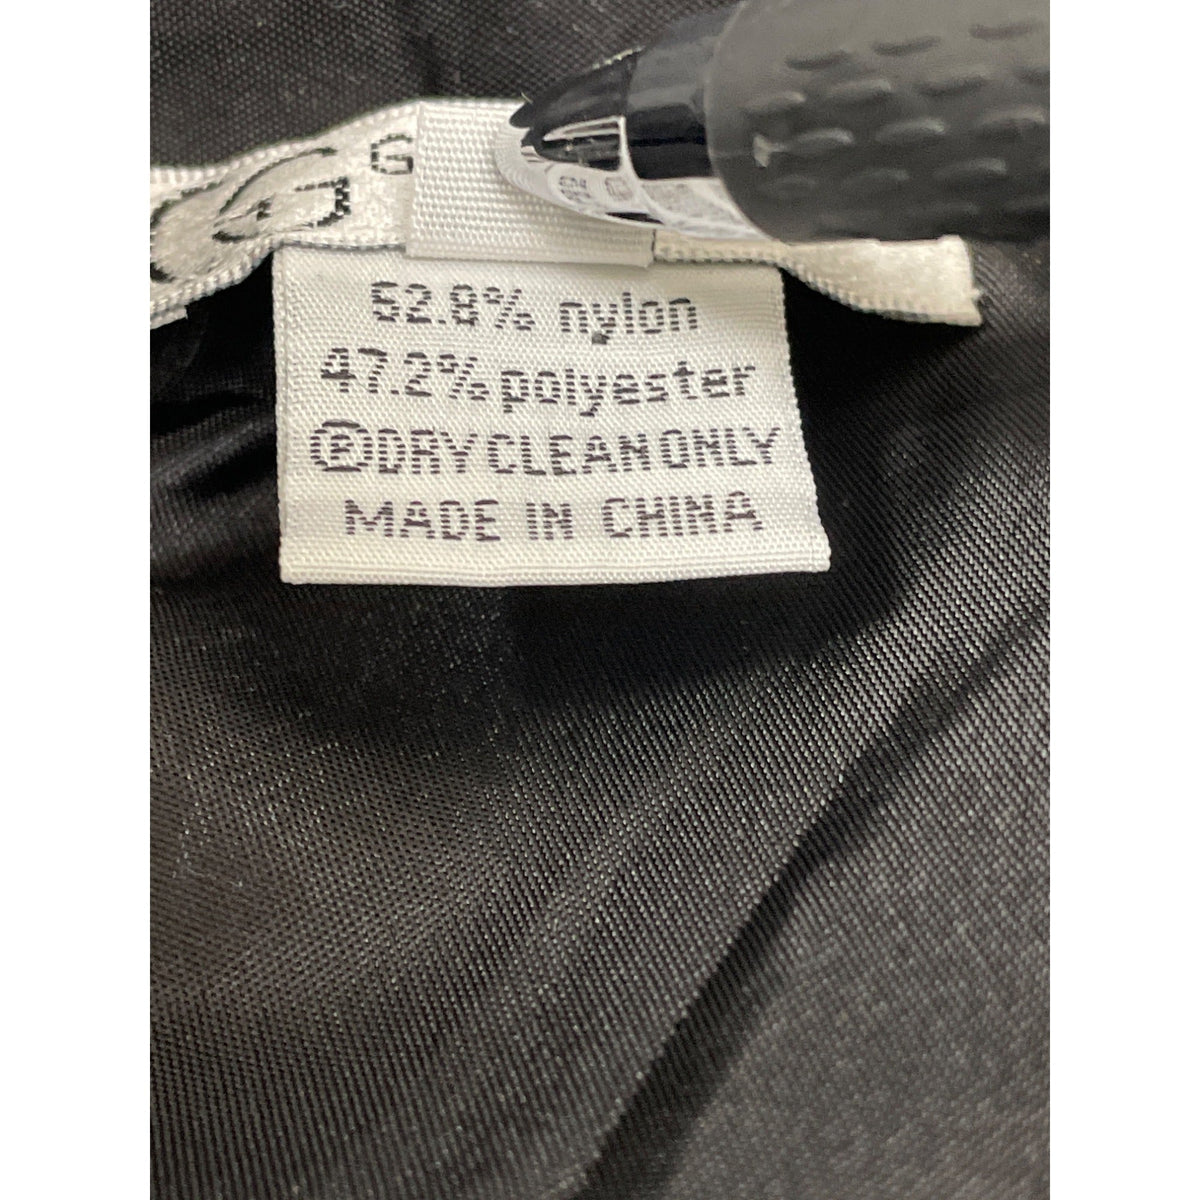 G
52.8% nylon
47.2% polyester
Ⓟ DRY CLEAN ONLY
MADE IN CHINA